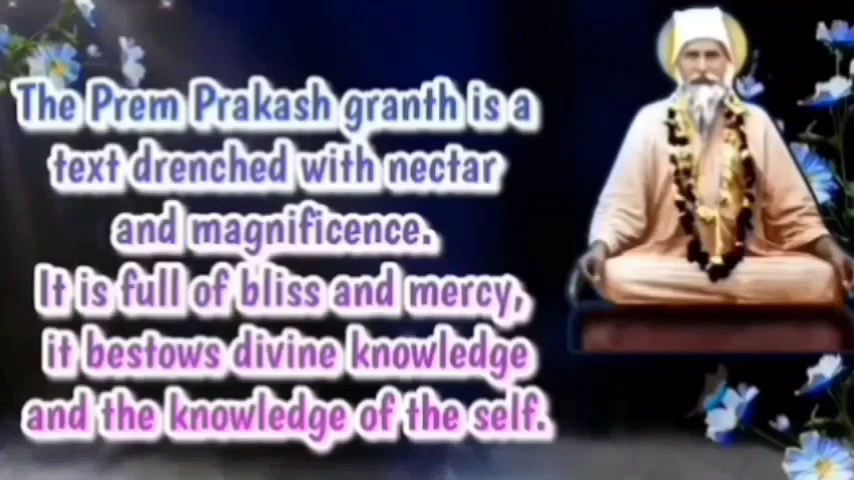 The Prem Prakash granth is a
text drenched with nectar
and magnificence.
It is full of bliss and mercy,
it bestows divine knowledge
and the knowledge of the self.